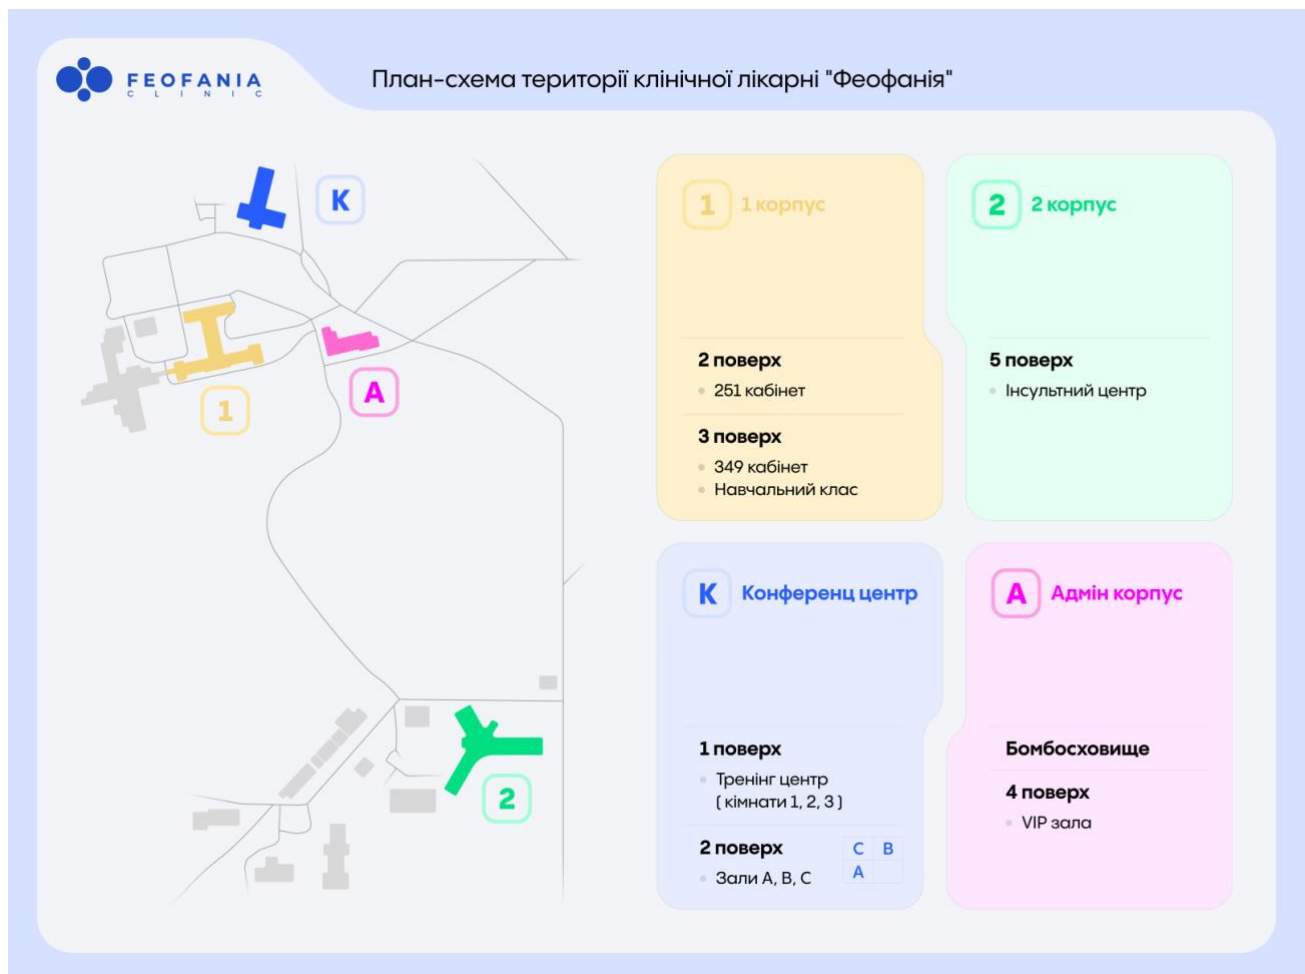 FEOFANIA
CLINIC
План-схема території клінічної лікарні "Феофанія"
K
1
A
2
1
1 корпус
2 поверх
251 кабінет
3 поверх
349 кабінет
Навчальний клас
2
2 корпус
5 поверх
Інсультний центр
К
Конференц центр
1 поверх
Тренінг центр
( кімнати 1, 2, 3 )
2 поверх
Зали А, В, С
C B
A
А
Адмін корпус
Бомбосховище
4 поверх
VIP зала